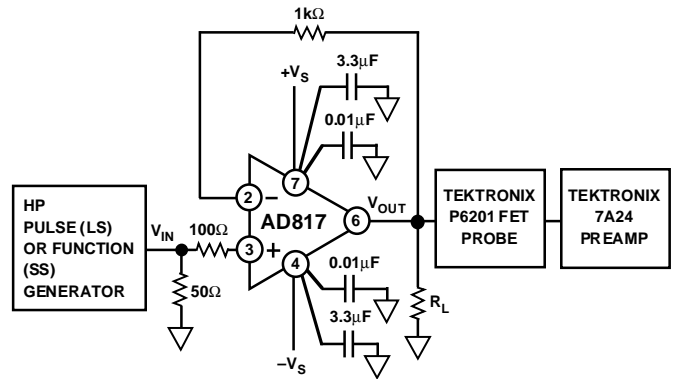 1kΩ
3.3µF
+VS
0.01µF
2
−
7
HP
PULSE (LS)
OR FUNCTION
(SS)
GENERATOR
VIN
100Ω
3
+
AD817
6
VOUT
TEKTRONIX
P6201 FET
PROBE
TEKTRONIX
7A24
PREAMP
4
0.01µF
50Ω
RL
3.3µF
−VS